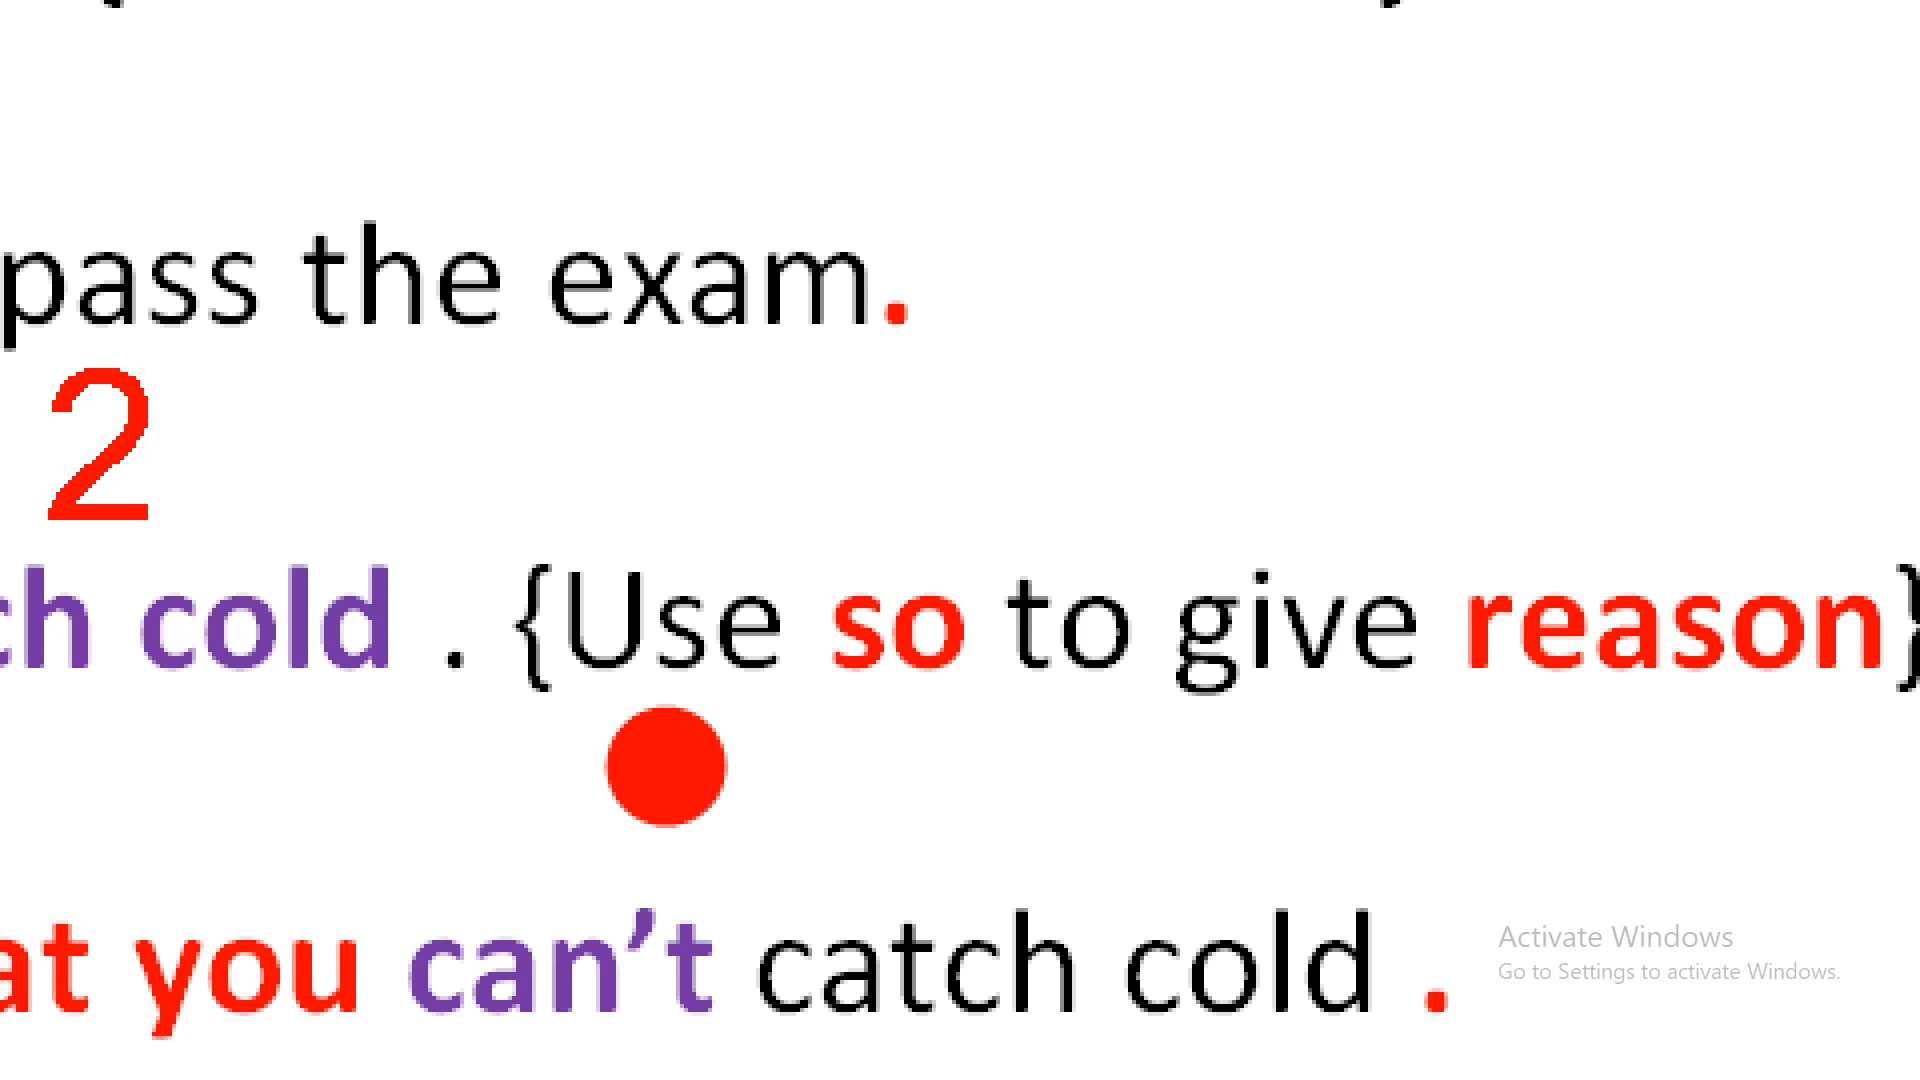 pass the exam.
2
ch cold . {Use so to give reason}
at you can’t catch cold .
Activate Windows
Go to Settings to activate Windows.